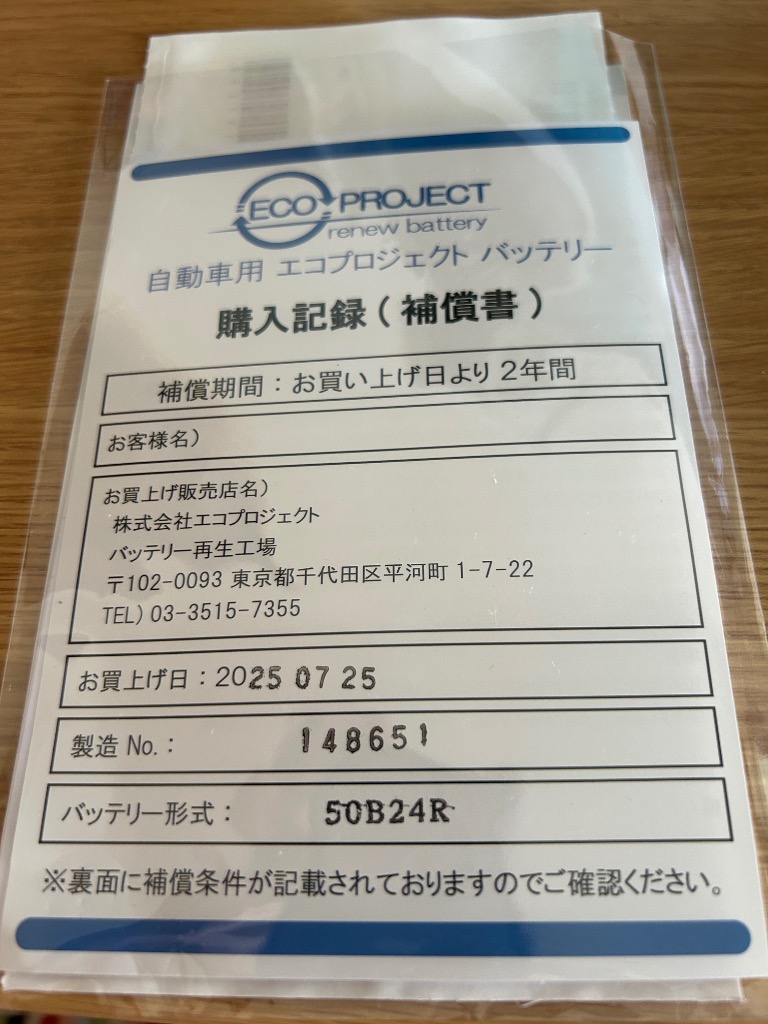 ECO PROJECT
renew battery
自動車用 エコプロジェクト バッテリー
購入記録(補償書)
補償期間：お買い上げ日より 2年間
お客様名)
お買上げ販売店名)
株式会社エコプロジェクト
バッテリー再生工場
〒102-0093 東京都千代田区平河町 1-7-22
TEL) 03-3515-7355
お買上げ日：2025 07 25
製造 No.： 148651
バッテリー形式： 50B24R
※裏面に補償条件が記載されておりますのでご確認ください。